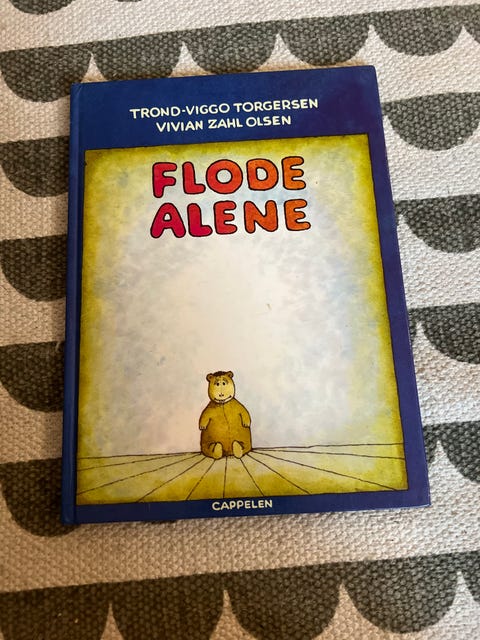 TROND-VIGGO TORGERSEN
VIVIAN ZAHL OLSEN
FLODE
ALENE
CAPPELEN